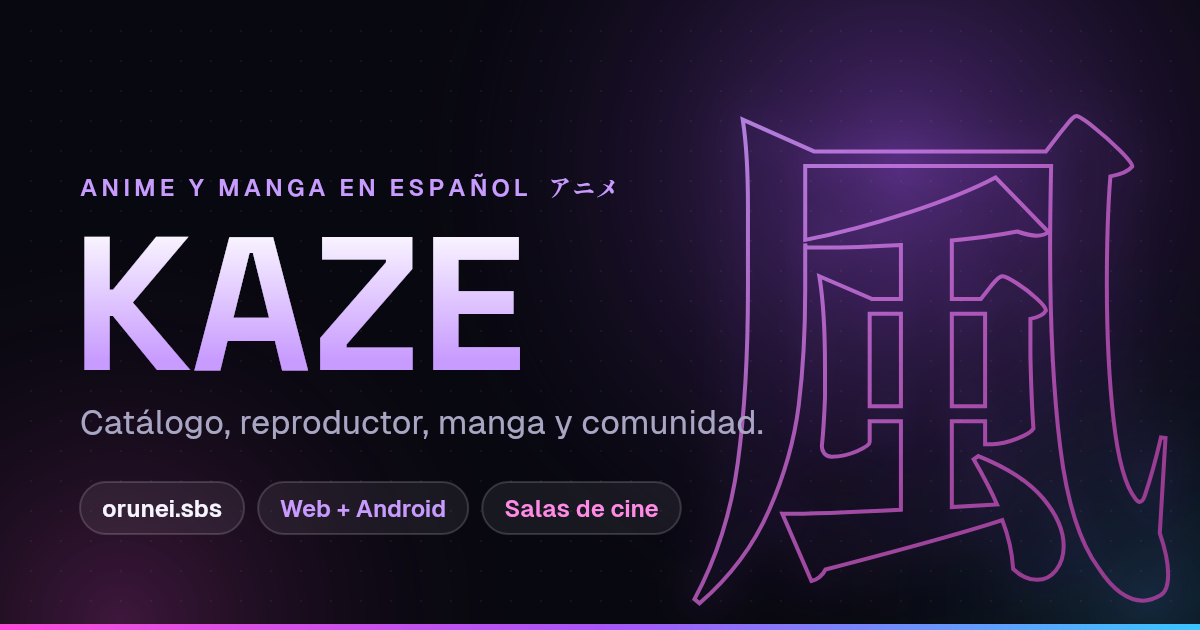 ANIME Y MANGA EN ESPAÑOL アニメ
KAZE
Catálogo, reproductor, manga y comunidad.
orunei.sbs Web + Android Salas de cine
風